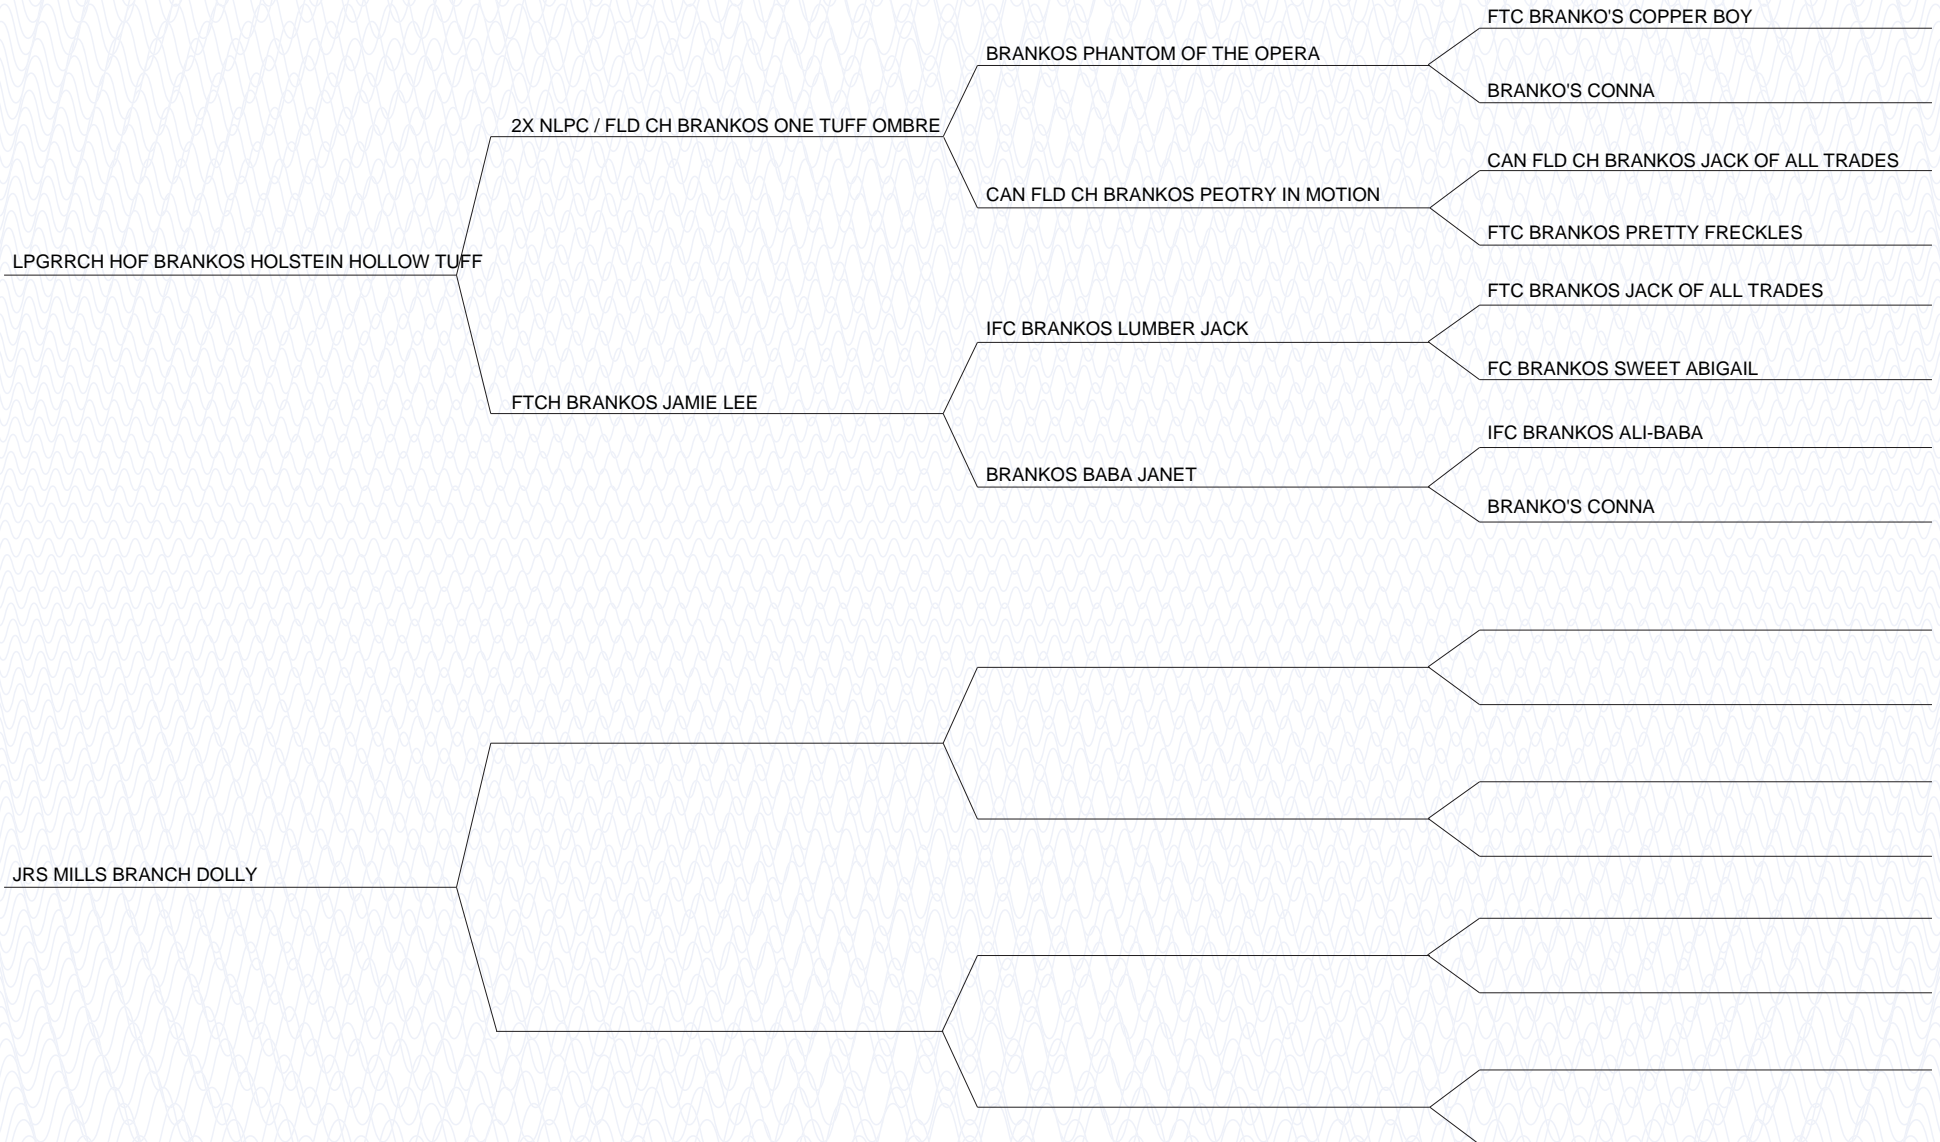 FTC BRANKO'S COPPER BOY
BRANKOS PHANTOM OF THE OPERA
BRANKO'S CONNA
2X NLPC / FLD CH BRANKOS ONE TUFF OMBRE
CAN FLD CH BRANKOS JACK OF ALL TRADES
CAN FLD CH BRANKOS PEOTRY IN MOTION
FTC BRANKOS PRETTY FRECKLES
LPGRRCH HOF BRANKOS HOLSTEIN HOLLOW TUFF
FTC BRANKOS JACK OF ALL TRADES
IFC BRANKOS LUMBER JACK
FC BRANKOS SWEET ABIGAIL
FTCH BRANKOS JAMIE LEE
IFC BRANKOS ALI-BABA
BRANKOS BABA JANET
BRANKO'S CONNA
JRS MILLS BRANCH DOLLY